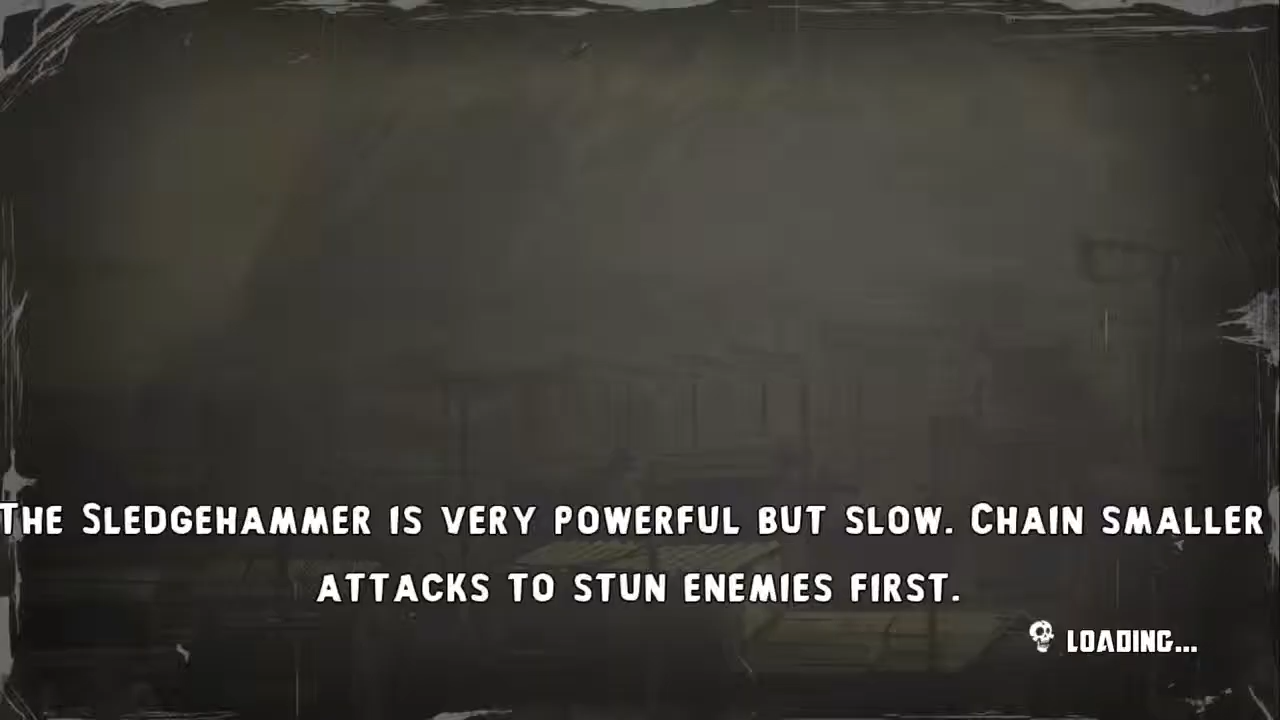 The Sledgehammer is very powerful but slow. Chain smaller
attacks to stun enemies first.
LOADING...